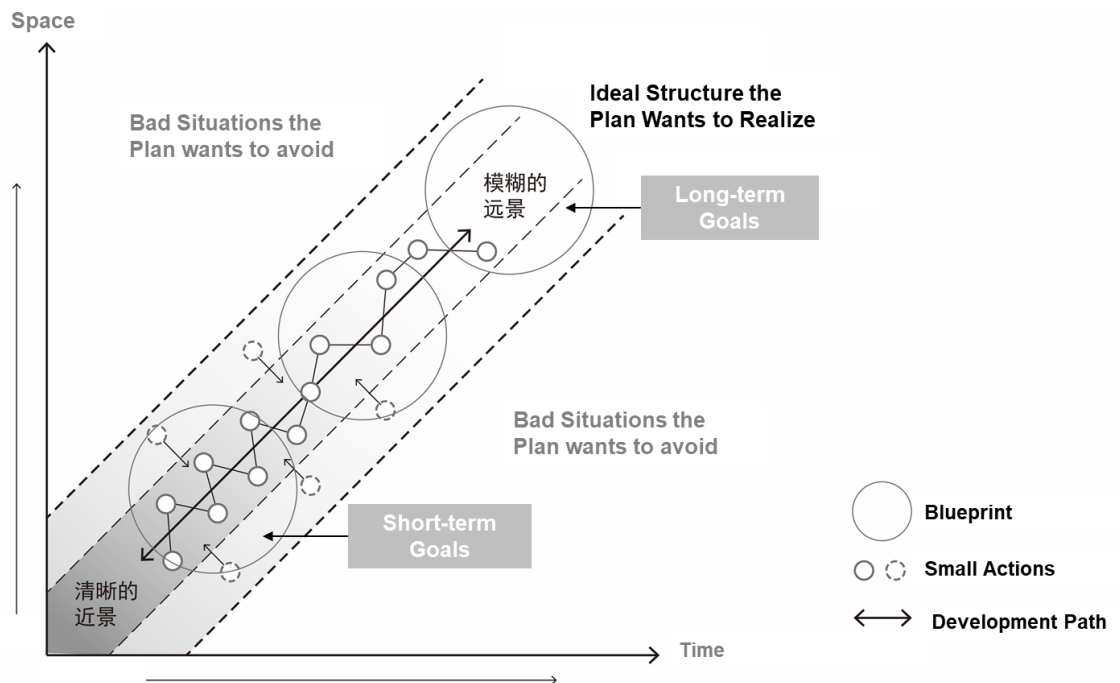 Space
Ideal Structure the
Plan Wants to Realize
Bad Situations the
Plan wants to avoid
模糊的
远景
Long-term
Goals
Bad Situations the
Plan wants to avoid
Short-term
Goals
Blueprint
Small Actions
清晰的
近景
Development Path
Time